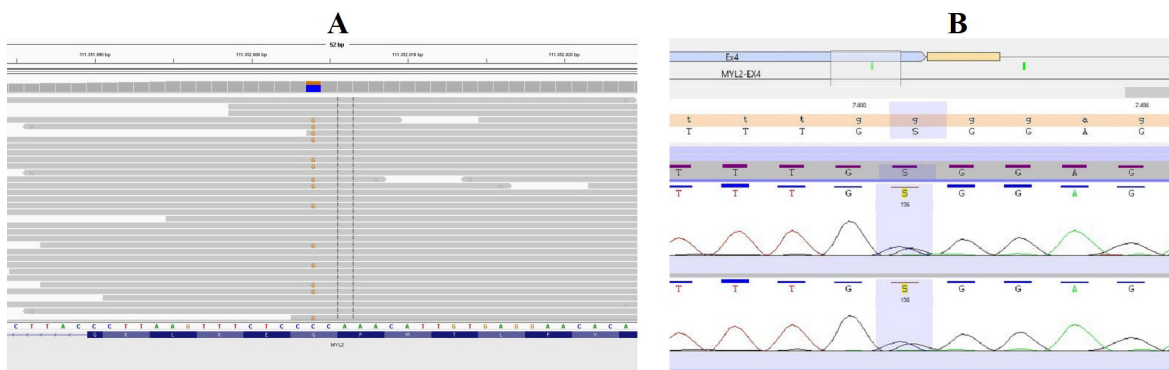 A
52 bp
111,351,990 bp 111,352,000 bp 111,352,010 bp 111,352,020 bp
G
G
G
G
G
G
G
G
G
G
G
G
G
C T T A C C C T T A A G T T T C T C C C C A A A C A T T G T G A G G A A C A C A
G K L K E G F M T L F V
MYL2
B
Ex4
MYL2-EX4
7.400 7.405
t t t g g g g a g
T T T G S G G A G
T T T G S G G A G
T T T G S G G A G
135
T T T G S G G A G
135